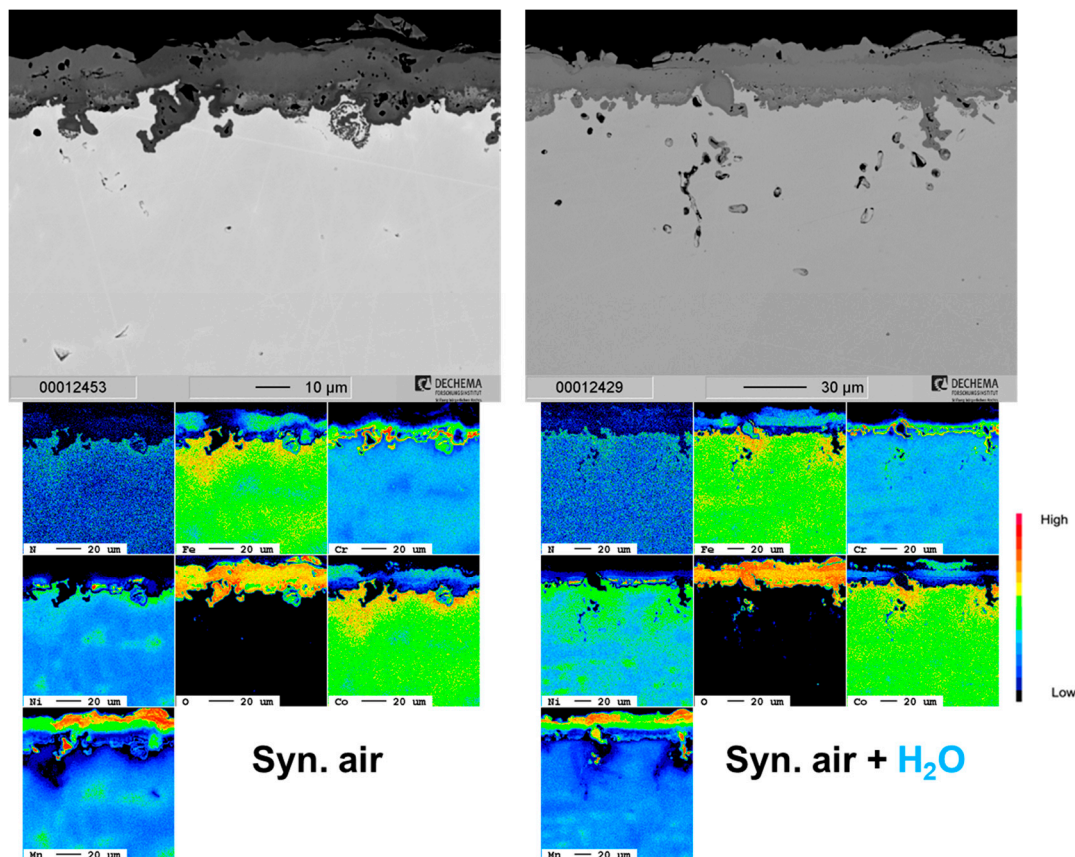 00012453
10 µm
DECHEMA
FORSCHUNGSINSTITUT
00012429
30 µm
DECHEMA
FORSCHUNGSINSTITUT
N 20 um
Fe 20 um
Cr 20 um
N 20 um
Fe 20 um
Cr 20 um
High
Ni 20 um
O 20 um
Co 20 um
Ni 20 um
O 20 um
Co 20 um
Low
Mn 20 um
Syn. air
Mn 20 um
Syn. air + H₂O